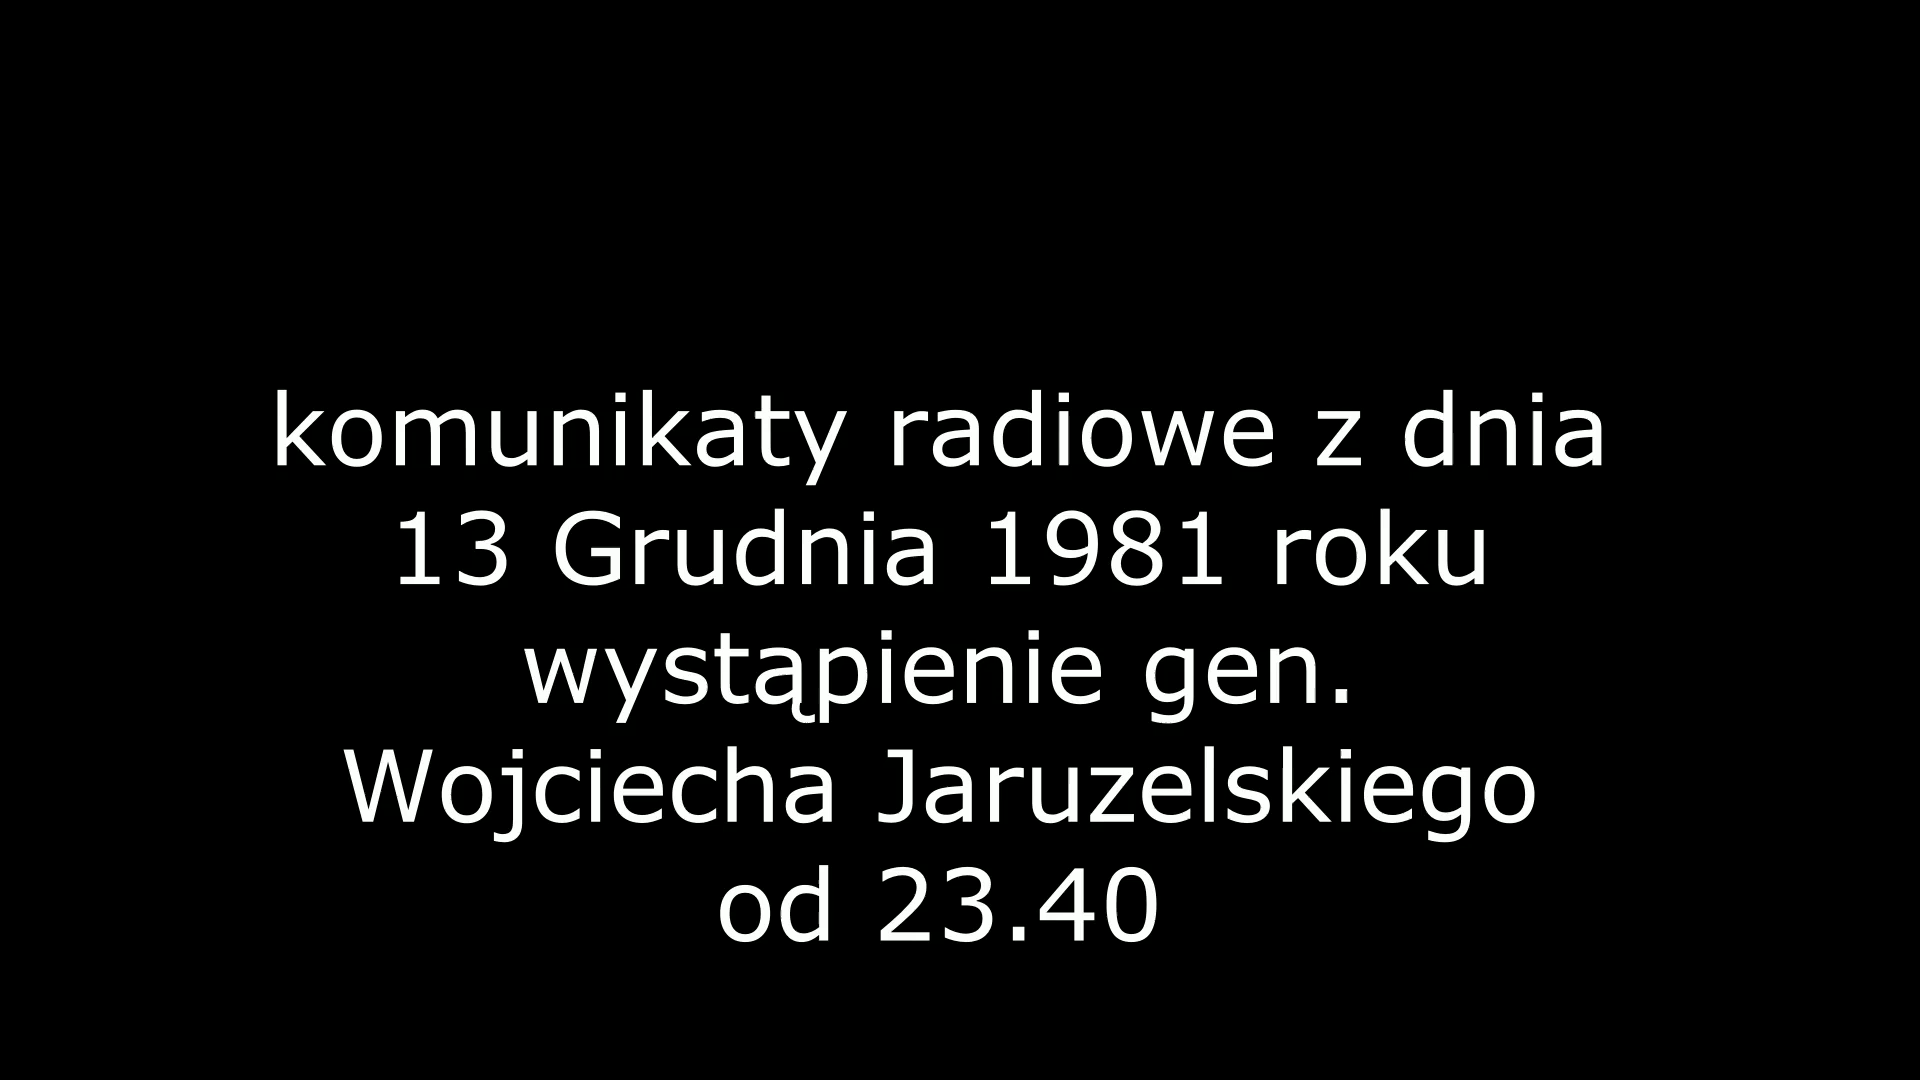 komunikaty radiowe z dnia
13 Grudnia 1981 roku
wystąpienie gen.
Wojciecha Jaruzelskiego
od 23.40